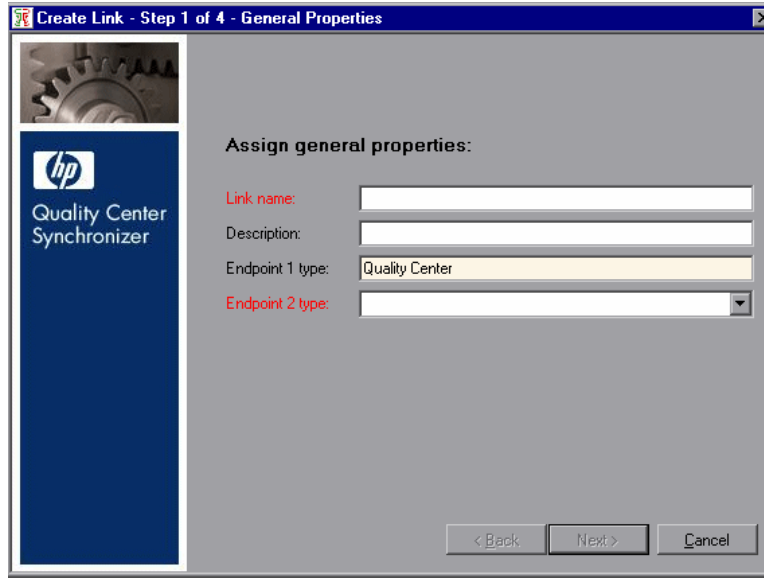 Create Link - Step 1 of 4 - General Properties
hp
Quality Center
Synchronizer
Assign general properties:
Link name:
Description:
Endpoint 1 type:
Quality Center
Endpoint 2 type:
< Back
Next >
Cancel